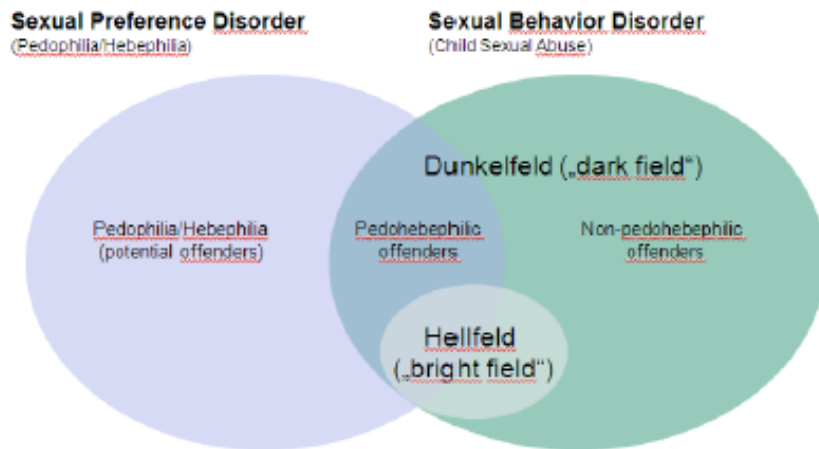 Sexual Preference Disorder
(Pedophilia/Hebephilia)
Sexual Behavior Disorder
(Child Sexual Abuse)
Dunkelfeld („dark field“)
Pedophilia/Hebephilia
(potential offenders)
Pedohebephilic
offenders
Non-pedohebephilic
offenders
Hellfeld
(„bright field“)